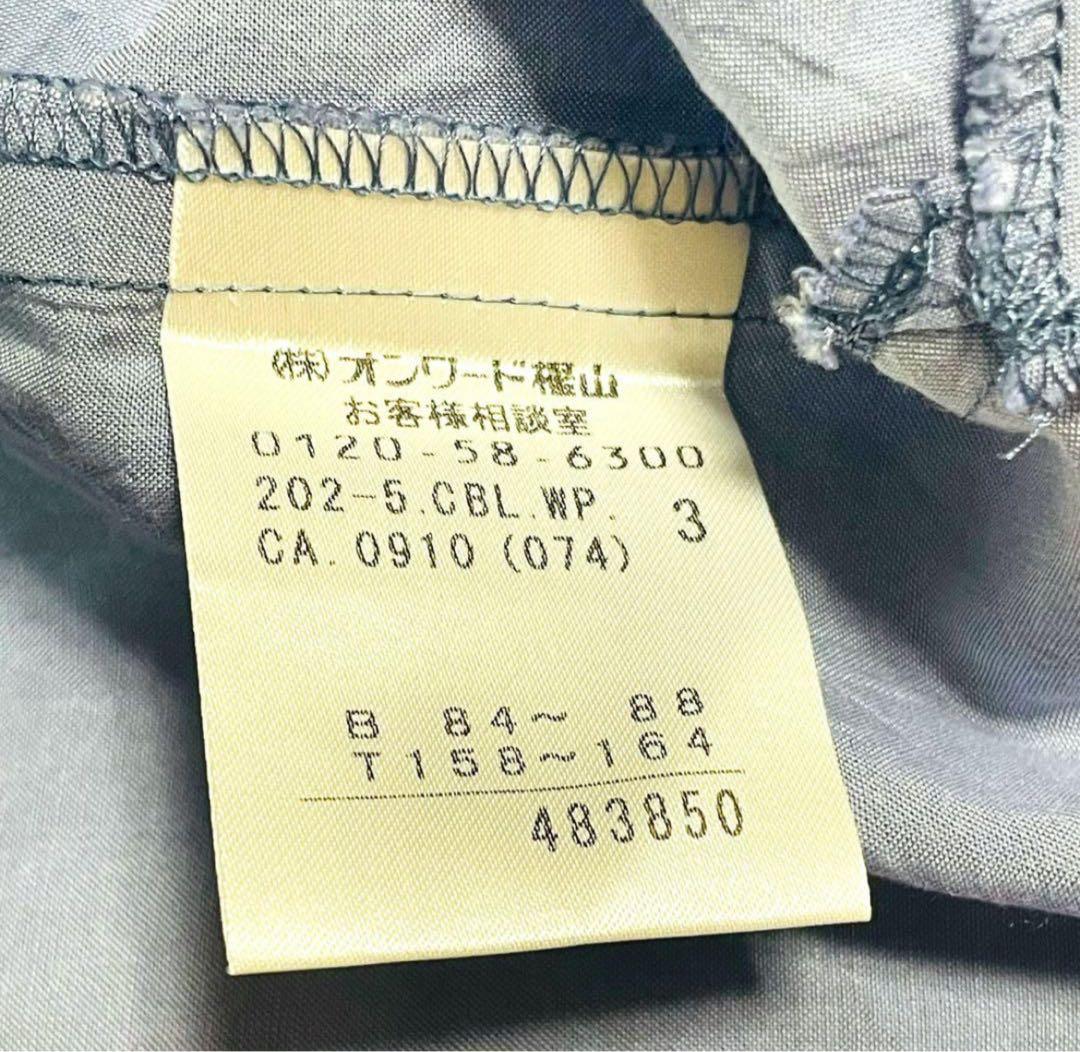 (株)オンワード樫山
お客様相談室
0120-58-6300
202-5.CBL.WP.
CA.0910(074) 3
B 84~ 88
T158~164
483850